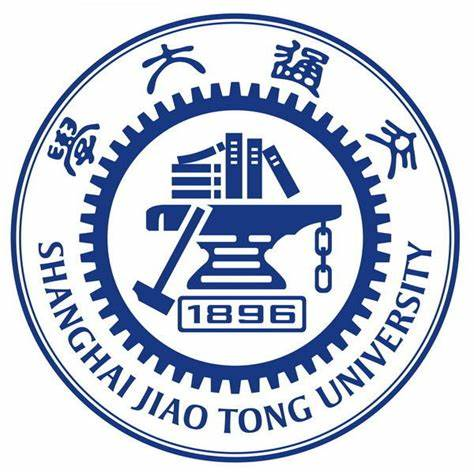 交通大學
1896
SHANGHAI JIAO TONG UNIVERSITY